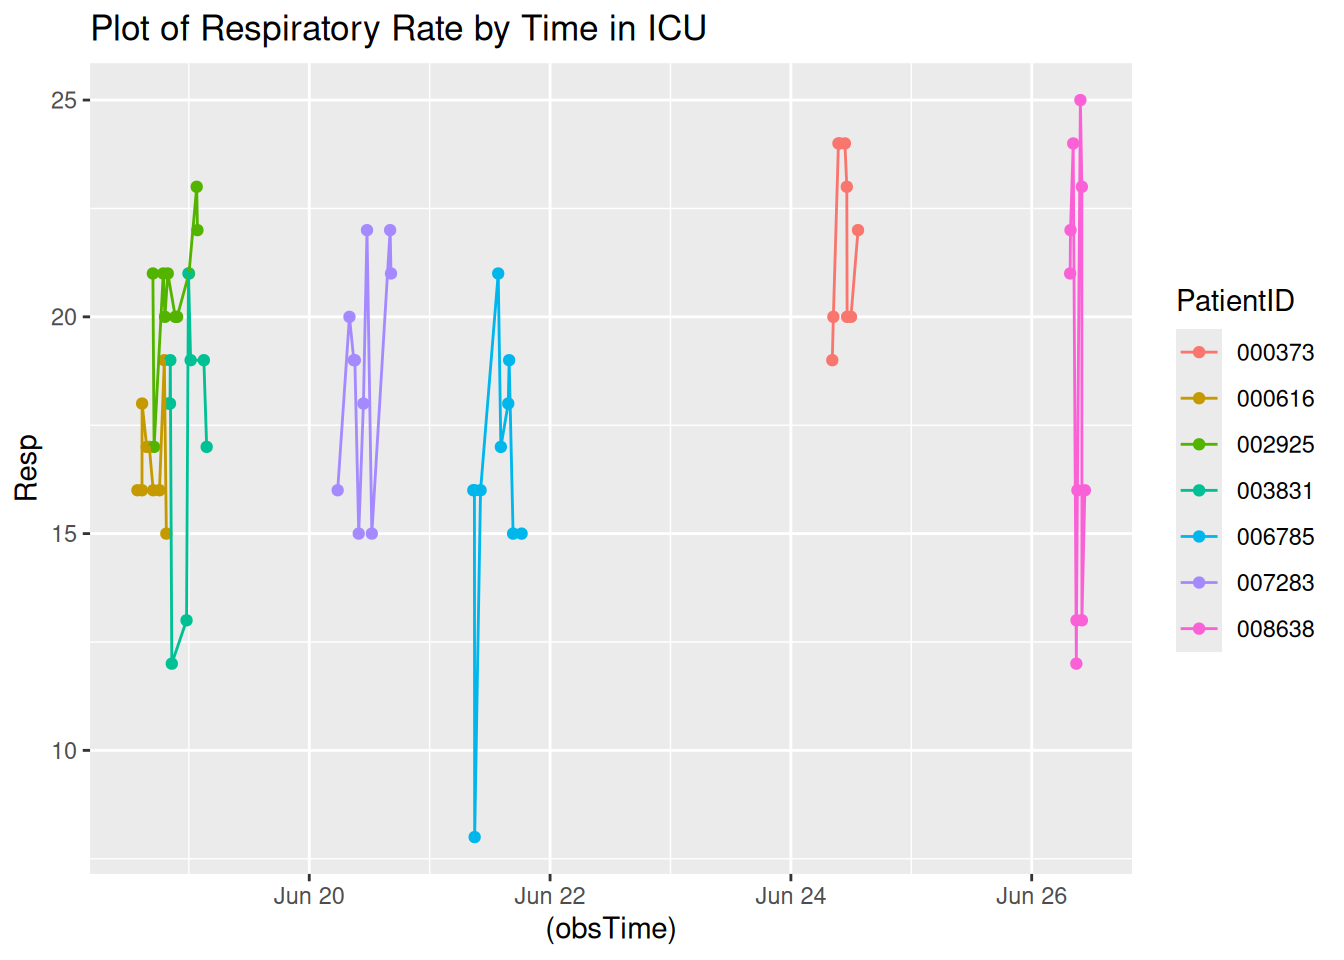 Plot of Respiratory Rate by Time in ICU
25
20
15
10
Resp
Jun 20
Jun 22
Jun 24
Jun 26
(obsTime)
PatientID
000373
000616
002925
003831
006785
007283
008638